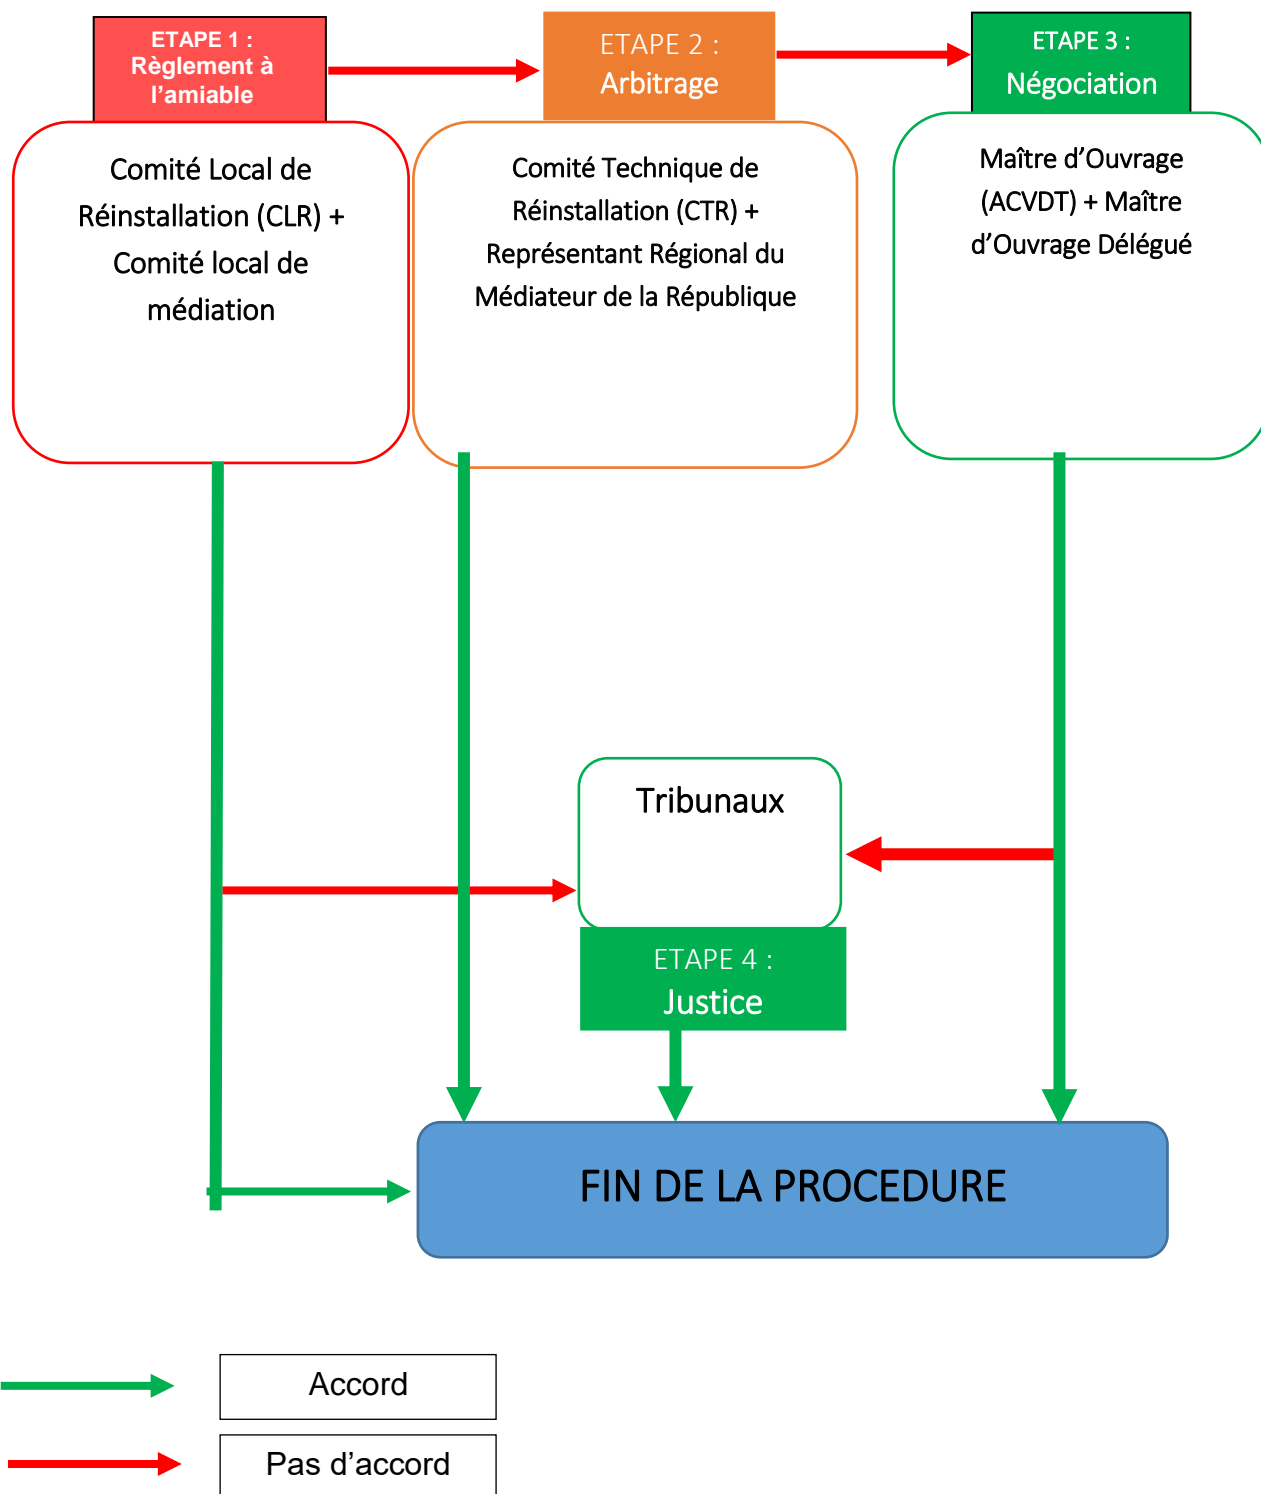 ETAPE 1 :
Règlement à
l’amiable
Comité Local de
Réinstallation (CLR) +
Comité local de
médiation
ETAPE 2 :
Arbitrage
Comité Technique de
Réinstallation (CTR) +
Représentant Régional du
Médiateur de la République
ETAPE 3 :
Négociation
Maître d’Ouvrage
(ACVDT) + Maître
d’Ouvrage Délégué
Tribunaux
ETAPE 4 :
Justice
FIN DE LA PROCEDURE
Accord
Pas d’accord